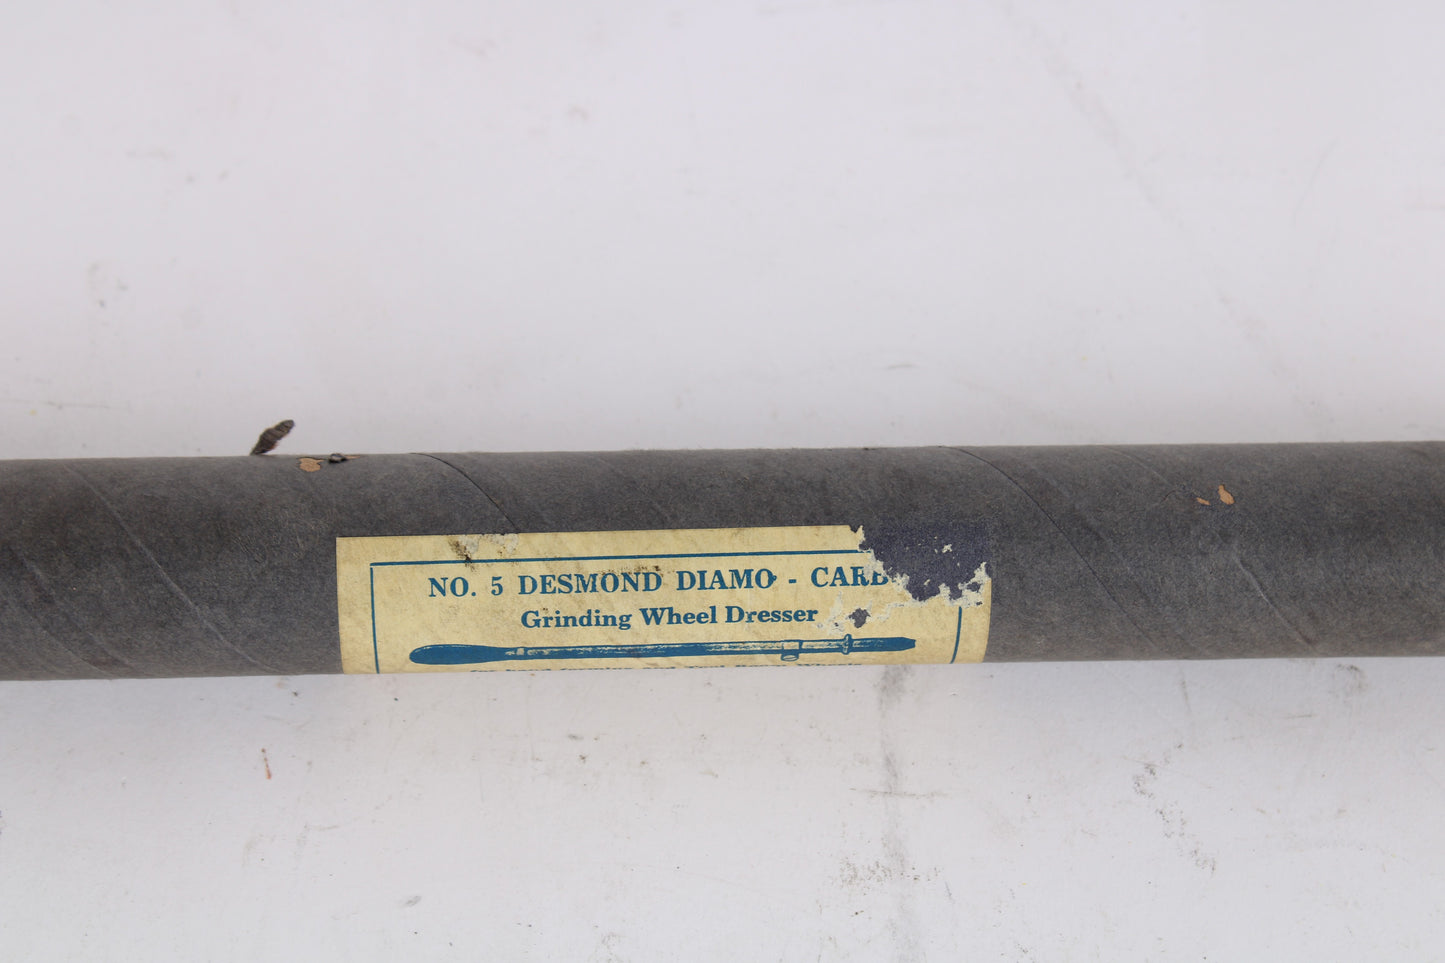 NO. 5 DESMOND DIAMO - CARB
Grinding Wheel Dresser